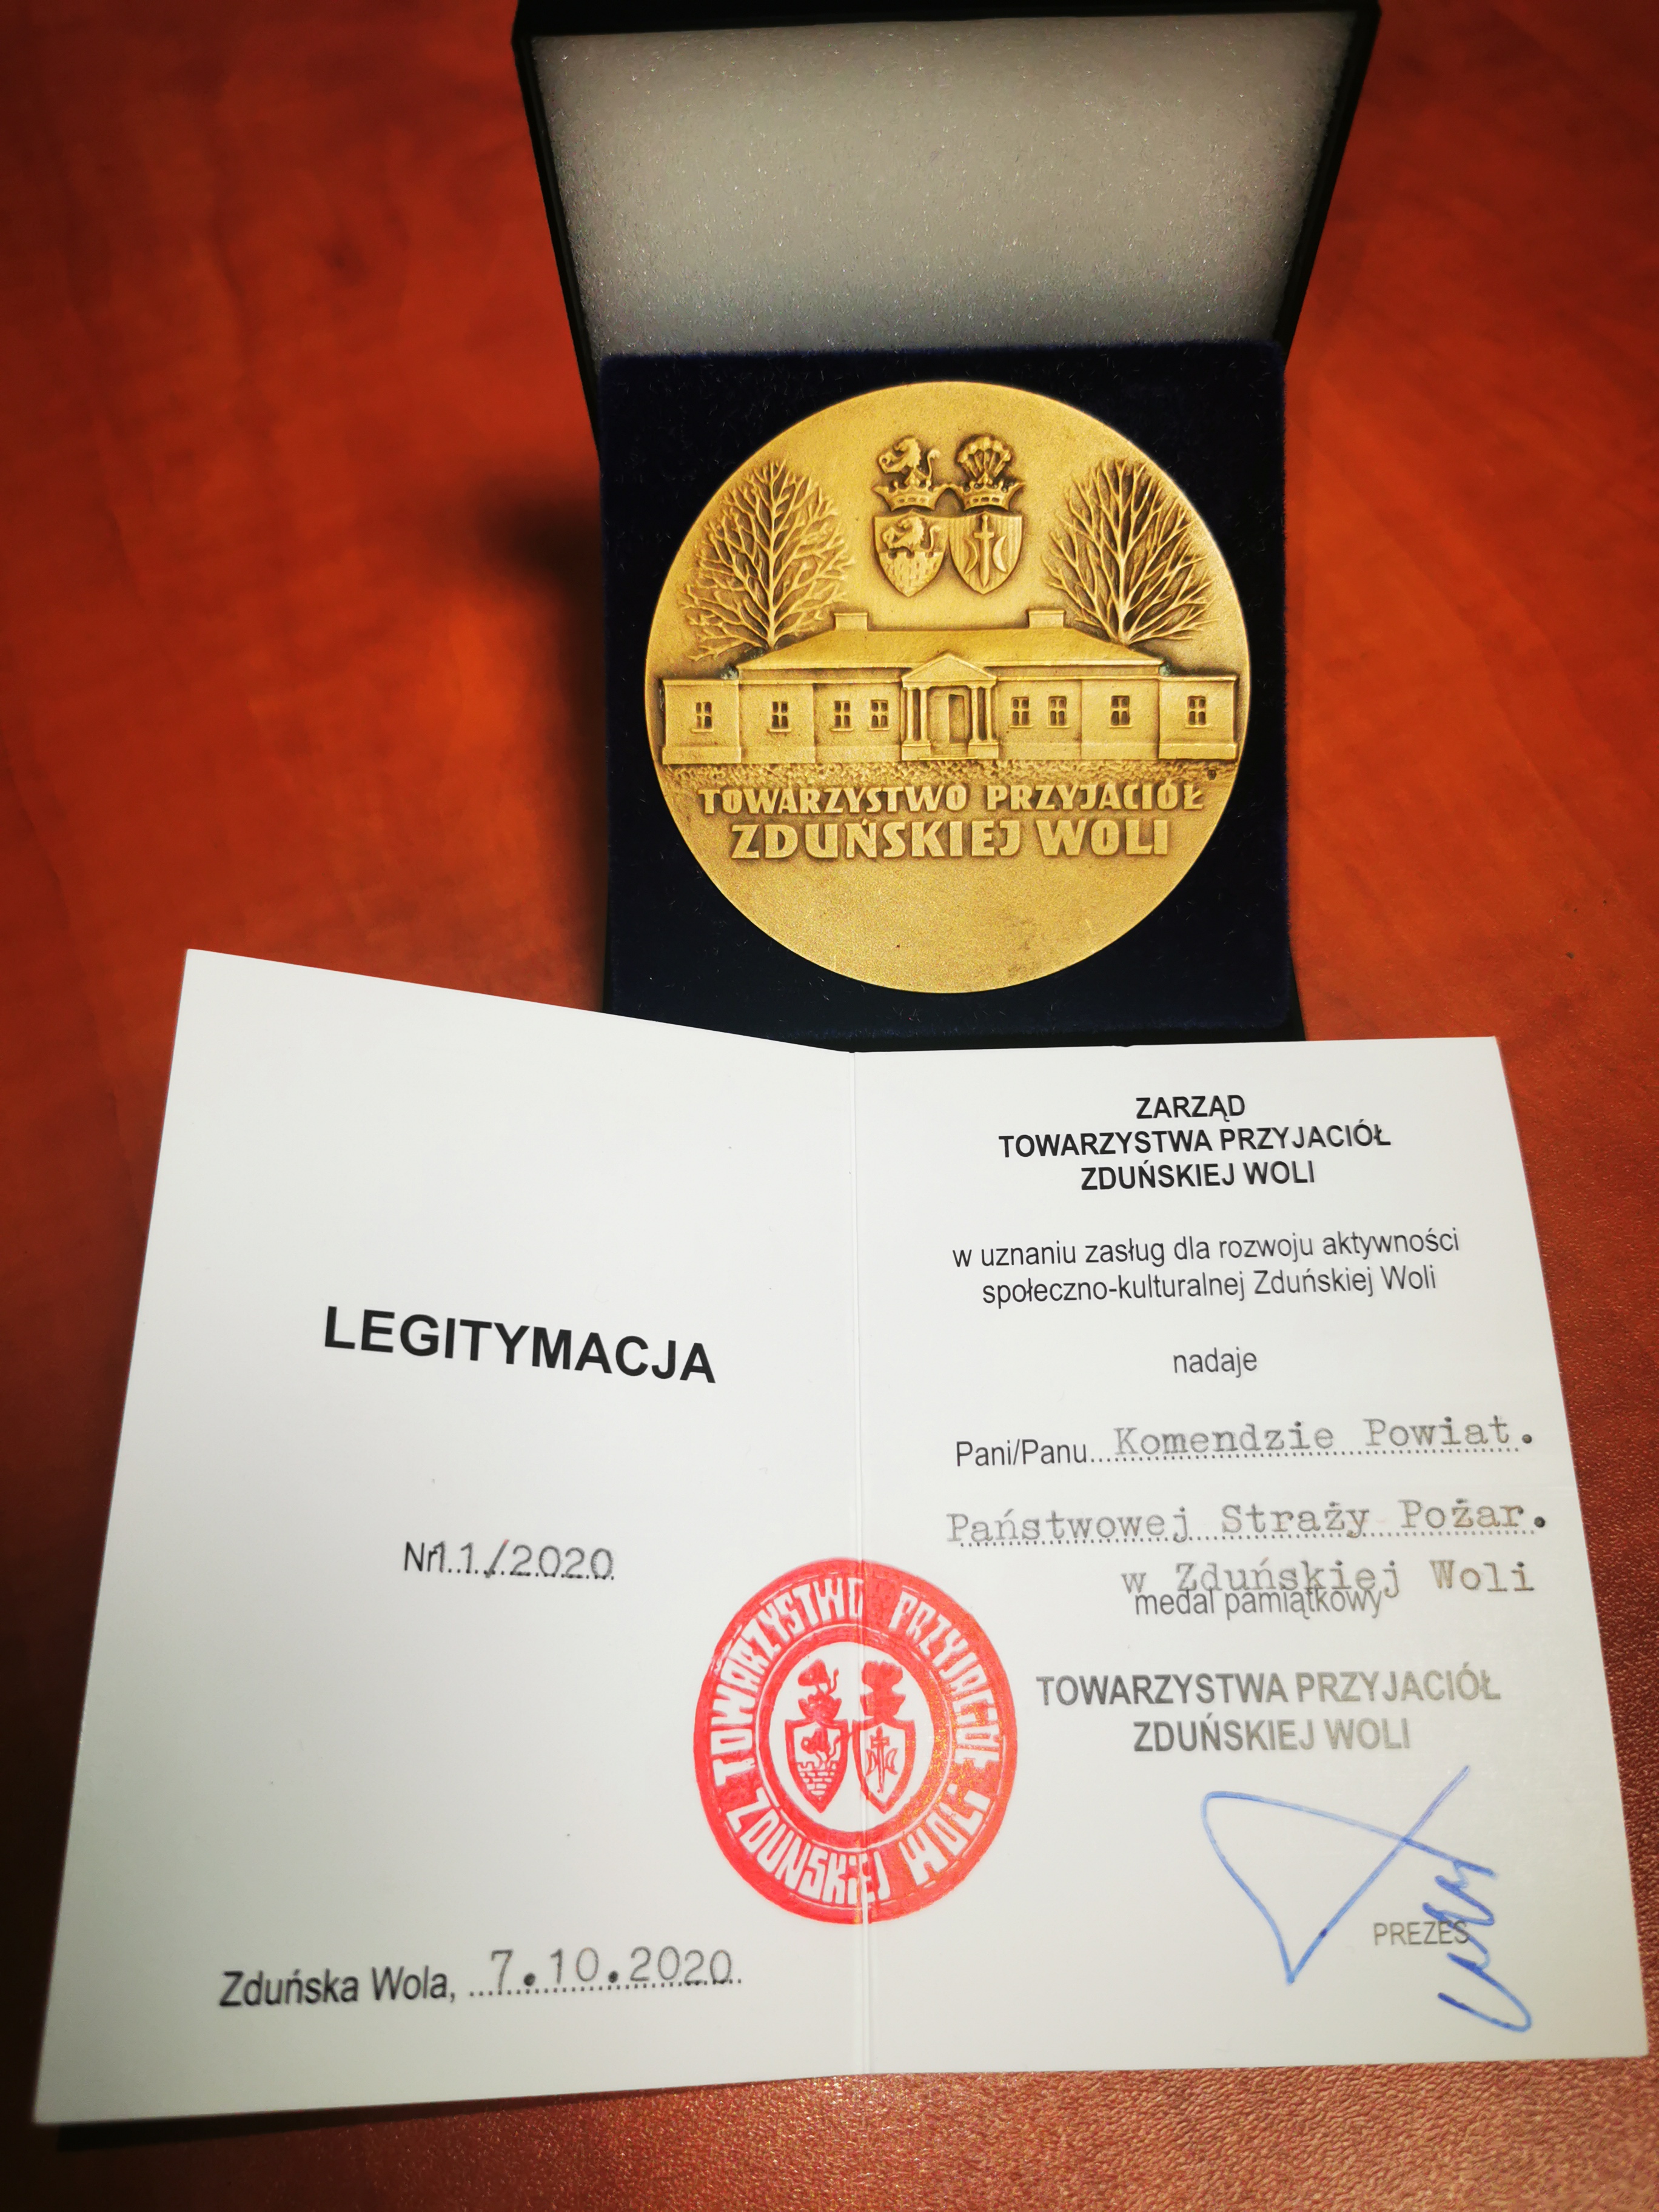 TOWARZYSTWO PRZYJACIÓŁ
ZDUŃSKIEJ WOLI
LEGITYMACJA
Nr11/2020
Zduńska Wola, 7.10.2020
ZARZĄD
TOWARZYSTWA PRZYJACIÓŁ
ZDUŃSKIEJ WOLI
w uznaniu zasług dla rozwoju aktywności
społeczno-kulturalnej Zduńskiej Woli
nadaje
Pani/Panu Komendzie Powiat.
Państwowej Straży Pożar.
w Zduńskiej Woli
medal pamiątkowy
TOWARZYSTWA PRZYJACIÓŁ
ZDUŃSKIEJ WOLI
PREZES
TOWARZYSTWO PRZYJACIÓŁ
ZDUŃSKIEJ WOLI